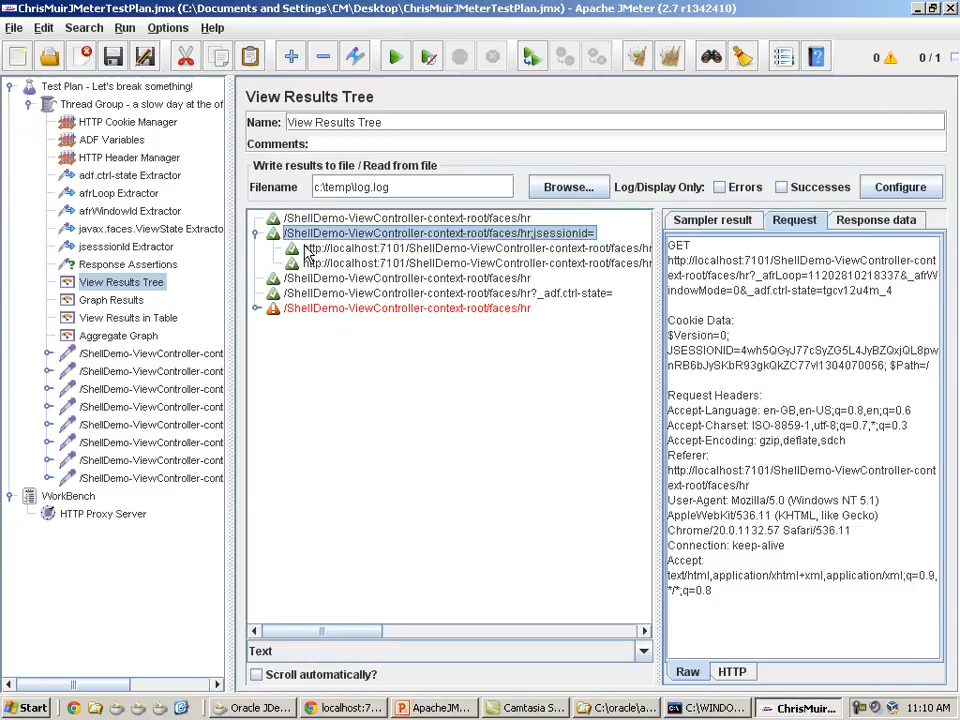 ChrisMuirJMeterTestPlan.jmx (C:\Documents and Settings\CM\Desktop\ChrisMuirJMeterTestPlan.jmx) - Apache JMeter (2.7 r1342410)
File Edit Search Run Options Help
0 0 / 1
Test Plan - Let's break something!
Thread Group - a slow day at the of
HTTP Cookie Manager
ADF Variables
HTTP Header Manager
adf.ctrl-state Extractor
afrLoop Extractor
afrWindowId Extractor
javax.faces.ViewState Extracto
jsesssionId Extractor
Response Assertions
View Results Tree
Graph Results
View Results in Table
Aggregate Graph
/ShellDemo-ViewController-cont
/ShellDemo-ViewController-cont
/ShellDemo-ViewController-cont
/ShellDemo-ViewController-cont
/ShellDemo-ViewController-cont
/ShellDemo-ViewController-cont
/ShellDemo-ViewController-cont
/ShellDemo-ViewController-cont
WorkBench
HTTP Proxy Server
View Results Tree
Name: View Results Tree
Comments:
Write results to file / Read from file
Filename c:\temp\log.log Browse... Log/Display Only: Errors Successes Configure
/ShellDemo-ViewController-context-root/faces/hr
/ShellDemo-ViewController-context-root/faces/hr;jsessionid=
http://localhost:7101/ShellDemo-ViewController-context-root/faces/hr
http://localhost:7101/ShellDemo-ViewController-context-root/faces/hr
/ShellDemo-ViewController-context-root/faces/hr
/ShellDemo-ViewController-context-root/faces/hr?_adf.ctrl-state=
/ShellDemo-ViewController-context-root/faces/hr
Text
Scroll automatically?
Sampler result Request Response data
GET
http://localhost:7101/ShellDemo-ViewController-cont
ext-root/faces/hr?_afrLoop=11202810218337&_afrW
indowMode=0&_adf.ctrl-state=tgcv12u4m_4
Cookie Data:
$Version=0;
JSESSIONID=4wh5QGyJ77cSyZG5L4JyBZQxjQL8pw
nRB6bJySKbR93gkQkZC77v!1304070056; $Path=/
Request Headers:
Accept-Language: en-GB,en-US;q=0.8,en;q=0.6
Accept-Charset: ISO-8859-1,utf-8;q=0.7,*;q=0.3
Accept-Encoding: gzip,deflate,sdch
Referer:
http://localhost:7101/ShellDemo-ViewController-cont
ext-root/faces/hr
User-Agent: Mozilla/5.0 (Windows NT 5.1)
AppleWebKit/536.11 (KHTML, like Gecko)
Chrome/20.0.1132.57 Safari/536.11
Connection: keep-alive
Accept:
text/html,application/xhtml+xml,application/xml;q=0.9,
*/*;q=0.8
Raw HTTP
Start Oracle JDe... localhost:7... ApacheJM... Camtasia S... C:\oracle\a... C:\WINDO... ChrisMuir... 11:10 AM